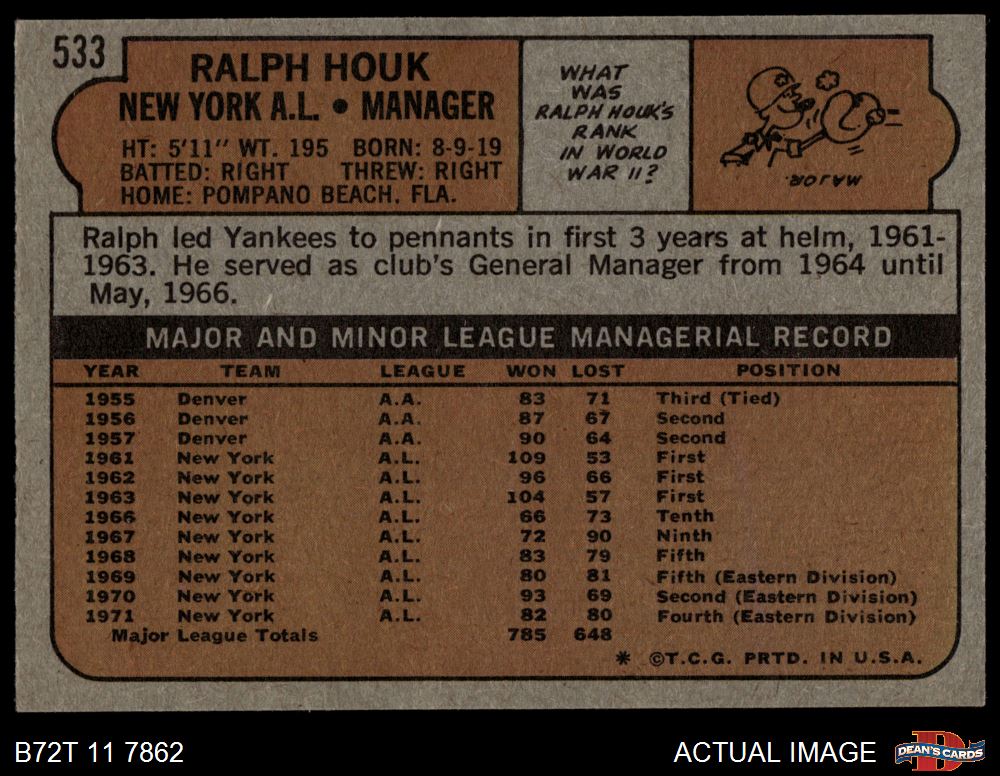 533
RALPH HOUK
NEW YORK A.L. • MANAGER
HT: 5'11" WT. 195 BORN: 8-9-19
BATTED: RIGHT THREW: RIGHT
HOME: POMPANO BEACH, FLA.
WHAT
WAS
RALPH HOUK'S
RANK
IN WORLD
WAR II?
MAJOR.
Ralph led Yankees to pennants in first 3 years at helm, 1961-
1963. He served as club's General Manager from 1964 until
May, 1966.
MAJOR AND MINOR LEAGUE MANAGERIAL RECORD
YEAR TEAM LEAGUE WON LOST POSITION
1955 Denver A.A. 83 71 Third (Tied)
1956 Denver A.A. 87 67 Second
1957 Denver A.A. 90 64 Second
1961 New York A.L. 109 53 First
1962 New York A.L. 96 66 First
1963 New York A.L. 104 57 First
1966 New York A.L. 66 73 Tenth
1967 New York A.L. 72 90 Ninth
1968 New York A.L. 83 79 Fifth
1969 New York A.L. 80 81 Fifth (Eastern Division)
1970 New York A.L. 93 69 Second (Eastern Division)
1971 New York A.L. 82 80 Fourth (Eastern Division)
Major League Totals 785 648
* ©T.C.G. PRTD. IN U.S.A.
B72T 11 7862
ACTUAL IMAGE
D
DEAN'S CARDS